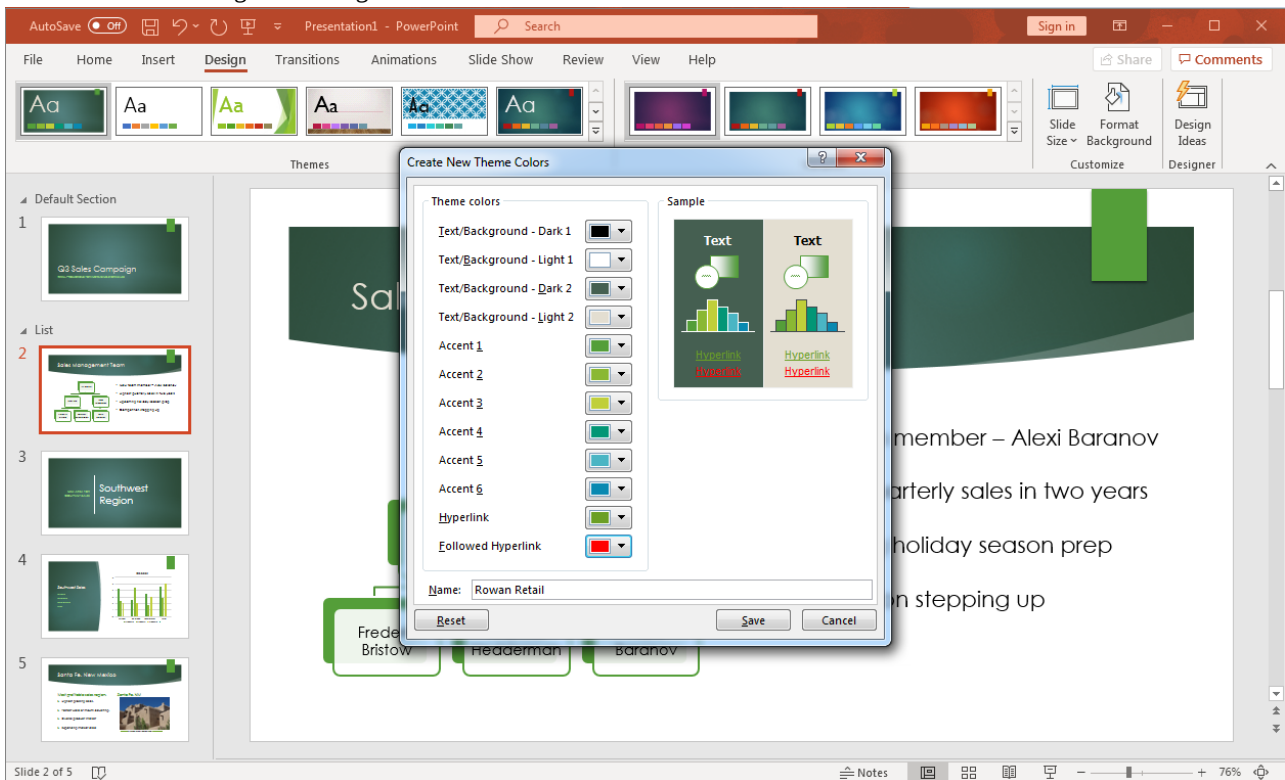 AutoSave Off Presentation1 - PowerPoint Search Sign in
File Home Insert Design Transitions Animations Slide Show Review View Help Share Comments
Aa Aa Aa Aa Aa Aa
Slide Size Format Background Design Ideas
Themes Customize Designer
Create New Theme Colors
Theme colors
Text/Background - Dark 1
Text/Background - Light 1
Text/Background - Dark 2
Text/Background - Light 2
Accent 1
Accent 2
Accent 3
Accent 4
Accent 5
Accent 6
Hyperlink
Followed Hyperlink
Sample
Text Text
Hyperlink Hyperlink
Hyperlink Hyperlink
Name: Rowan Retail
Reset Save Cancel
Default Section
1
Q3 Sales Campaign
List
2
Sales Management Team
3
Southwest
Region
4
5
Santa Fe, New Mexico
Sal
member – Alexi Baranov
arterly sales in two years
holiday season prep
n stepping up
Frede
Bristow
Hedderman
Baranov
Slide 2 of 5 Notes 76%